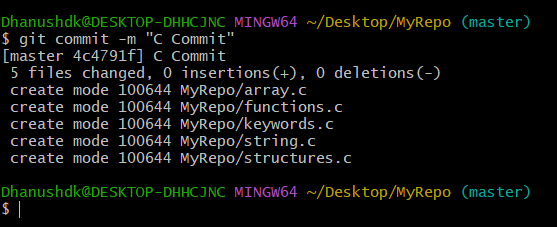 Dhanushdk@DESKTOP-DHHCJNC MINGW64 ~/Desktop/MyRepo (master)
$ git commit -m "C Commit"
[master 4c4791f] C Commit
 5 files changed, 0 insertions(+), 0 deletions(-)
 create mode 100644 MyRepo/array.c
 create mode 100644 MyRepo/functions.c
 create mode 100644 MyRepo/keywords.c
 create mode 100644 MyRepo/string.c
 create mode 100644 MyRepo/structures.c
Dhanushdk@DESKTOP-DHHCJNC MINGW64 ~/Desktop/MyRepo (master)
$